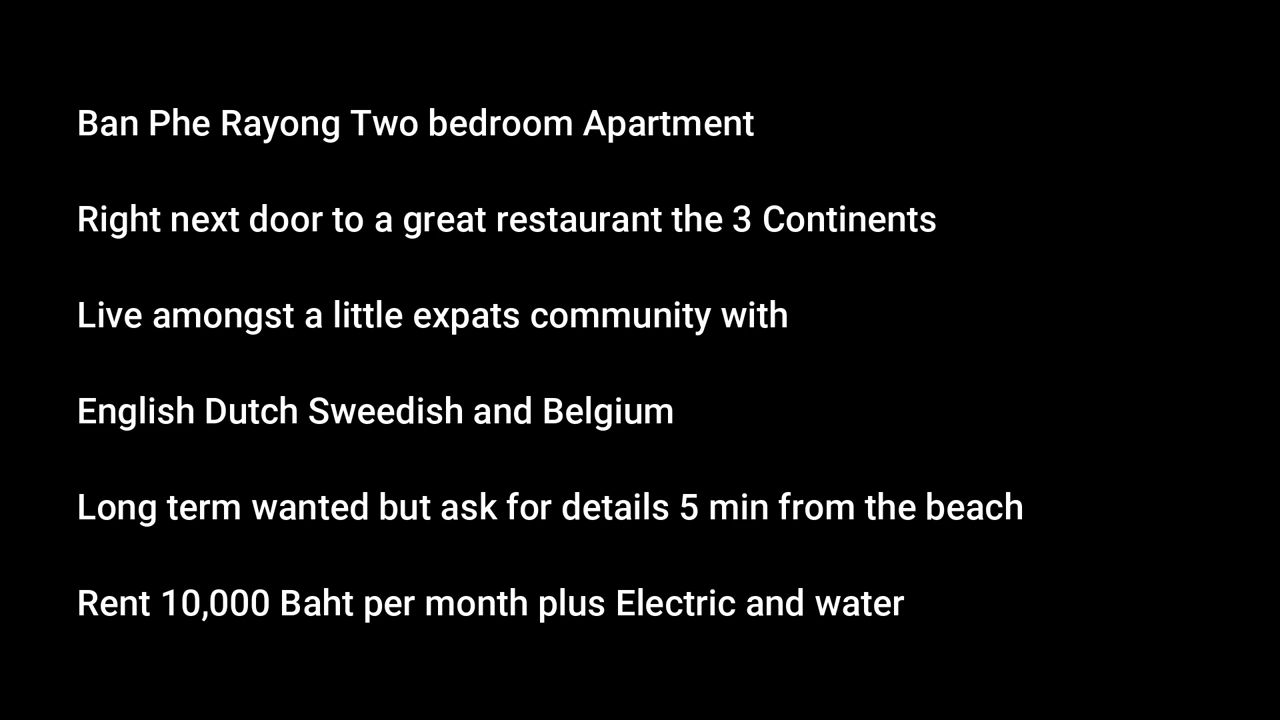 Ban Phe Rayong Two bedroom Apartment
Right next door to a great restaurant the 3 Continents
Live amongst a little expats community with
English Dutch Sweedish and Belgium
Long term wanted but ask for details 5 min from the beach
Rent 10,000 Baht per month plus Electric and water